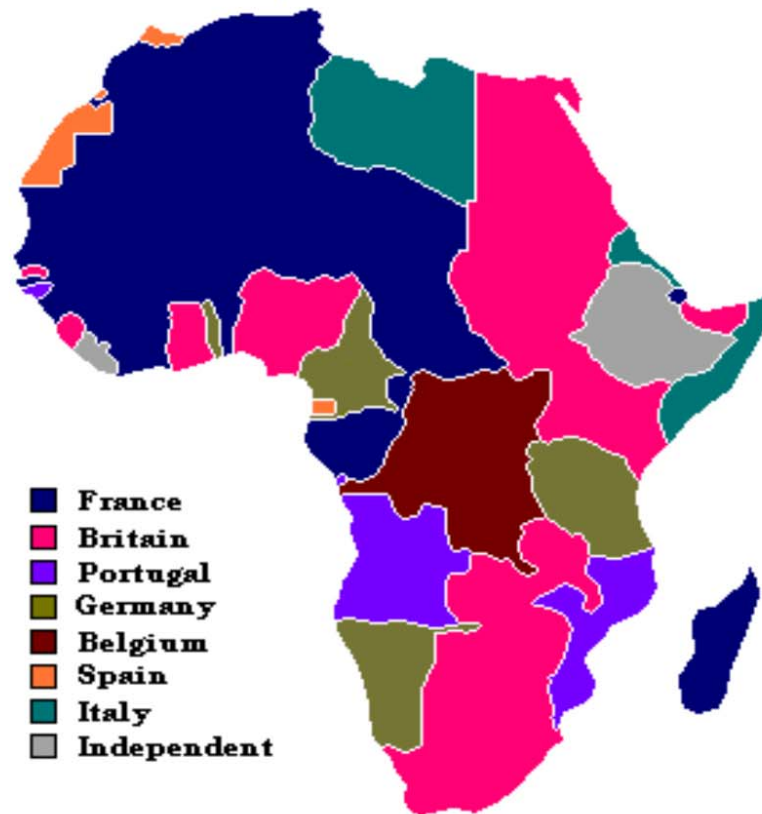 France
Britain
Portugal
Germany
Belgium
Spain
Italy
Independent